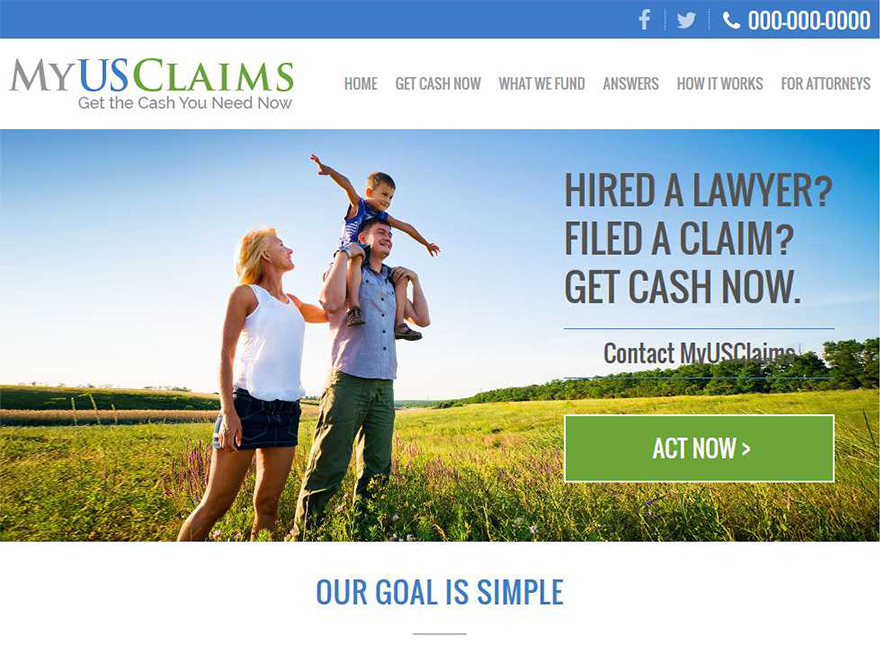 000-000-0000
MYUSCLAIMS
Get the Cash You Need Now
HOME GET CASH NOW WHAT WE FUND ANSWERS HOW IT WORKS FOR ATTORNEYS
HIRED A LAWYER?
FILED A CLAIM?
GET CASH NOW.
Contact MyUSClaims
ACT NOW >
OUR GOAL IS SIMPLE